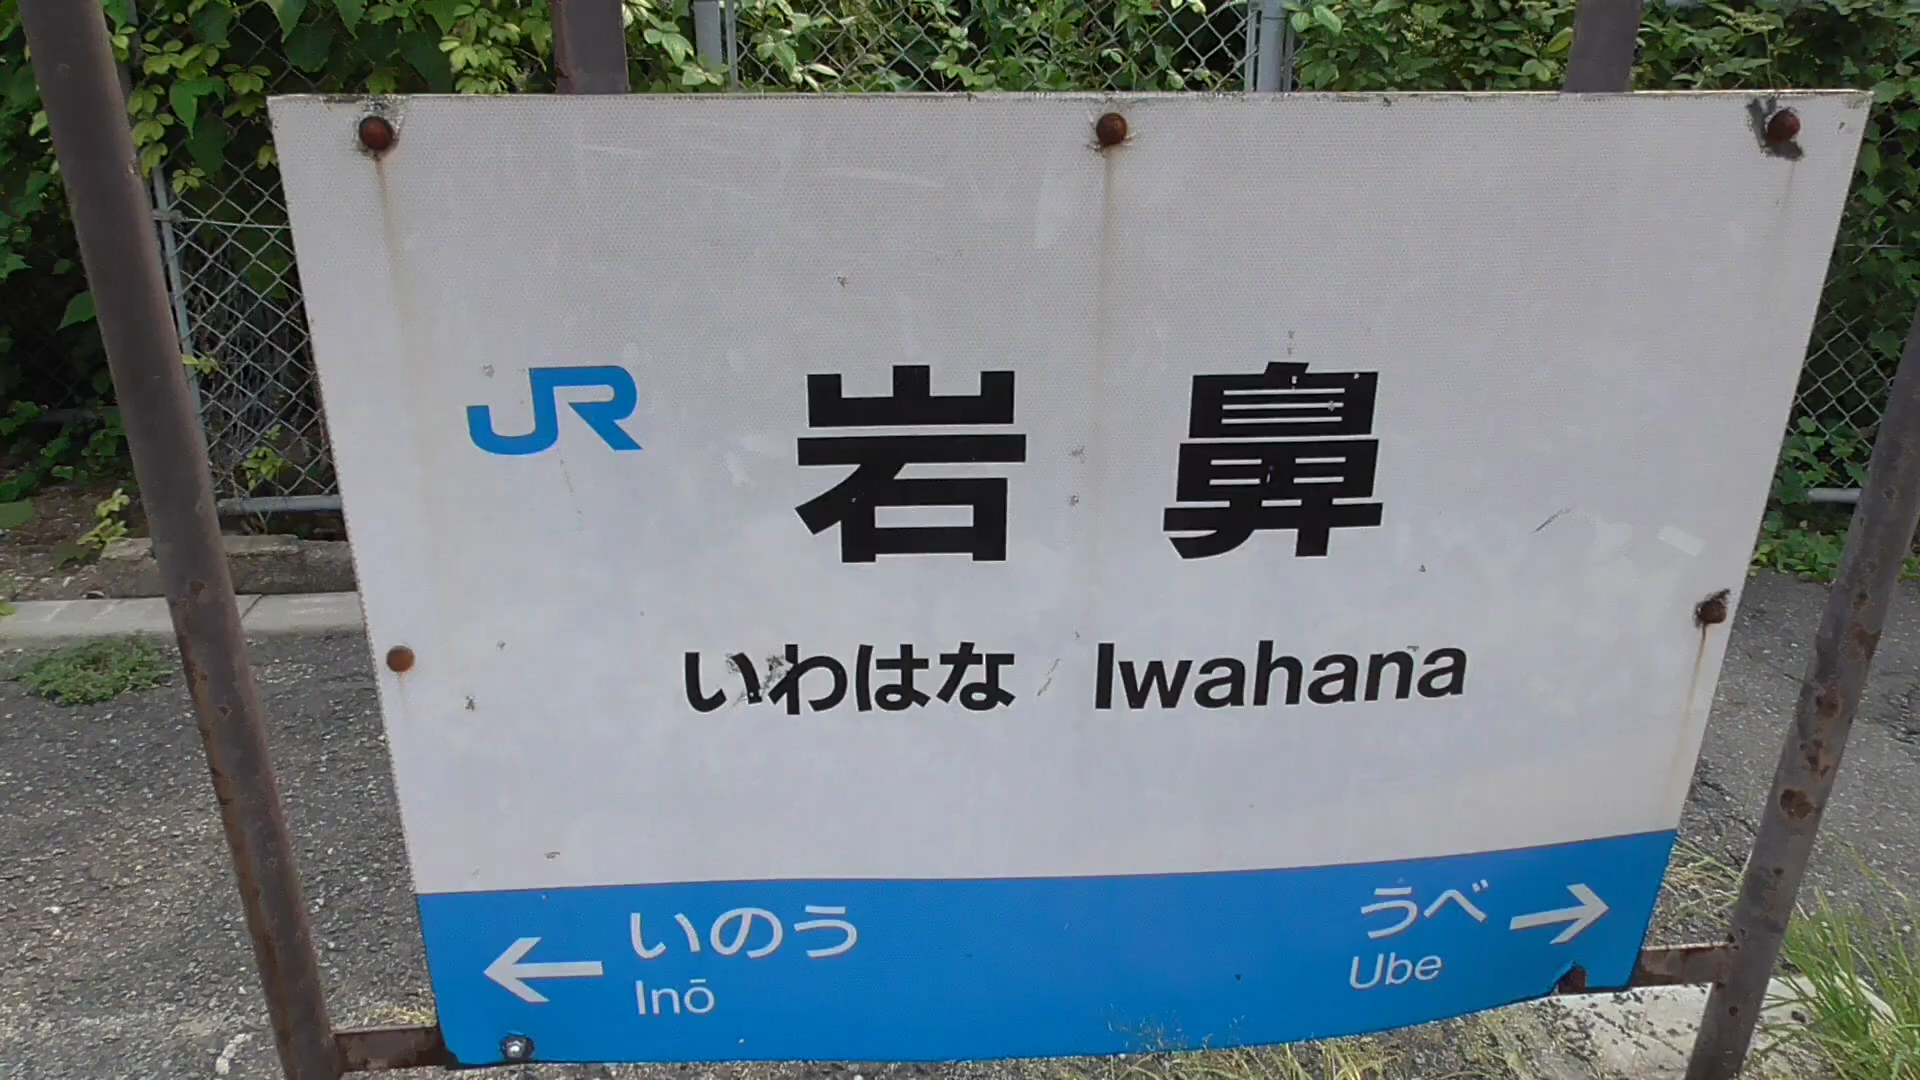 JR 岩鼻
いわはな Iwahana
← いのう
Inō
うべ →
Ube